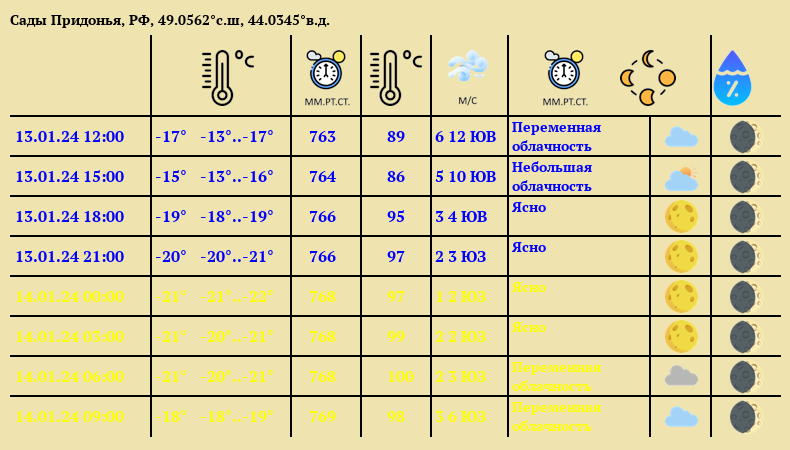 Сады Придонья, РФ, 49.0562°с.ш, 44.0345°в.д.
°C ММ.РТ.СТ. °C М/С ММ.РТ.СТ. %
13.01.24 12:00 -17° -13°..-17° 763 89 6 12 ЮВ Переменная облачность
13.01.24 15:00 -15° -13°..-16° 764 86 5 10 ЮВ Небольшая облачность
13.01.24 18:00 -19° -18°..-19° 766 95 3 4 ЮВ Ясно
13.01.24 21:00 -20° -20°..-21° 766 97 2 3 ЮЗ Ясно
14.01.24 00:00 -21° -21°..-22° 768 97 1 2 ЮЗ Ясно
14.01.24 03:00 -21° -20°..-21° 768 99 2 2 ЮЗ Ясно
14.01.24 06:00 -21° -20°..-21° 768 100 2 3 ЮЗ Переменная облачность
14.01.24 09:00 -18° -18°..-19° 769 98 3 6 ЮЗ Переменная облачность